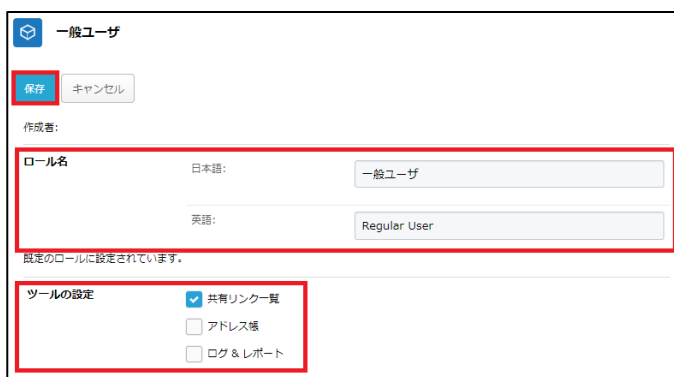 一般ユーザ
保存 キャンセル
作成者:
ロール名
日本語: 一般ユーザ
英語: Regular User
既定のロールに設定されています。
ツールの設定 共有リンク一覧
アドレス帳
ログ & レポート